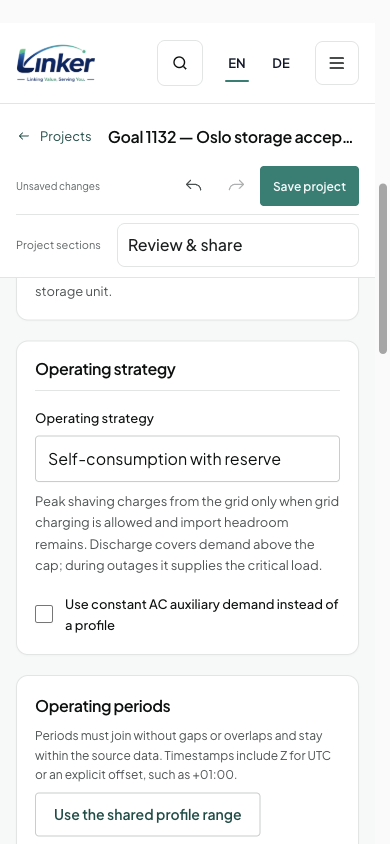 Linker
Linking Value. Serving You.
EN
DE
← Projects
Goal 1132 — Oslo storage accep...
Unsaved changes
Save project
Project sections
Review & share
storage unit.
Operating strategy
Operating strategy
Self-consumption with reserve
Peak shaving charges from the grid only when grid
charging is allowed and import headroom
remains. Discharge covers demand above the
cap; during outages it supplies the critical load.
Use constant AC auxiliary demand instead of
a profile
Operating periods
Periods must join without gaps or overlaps and stay
within the source data. Timestamps include Z for UTC
or an explicit offset, such as +01:00.
Use the shared profile range